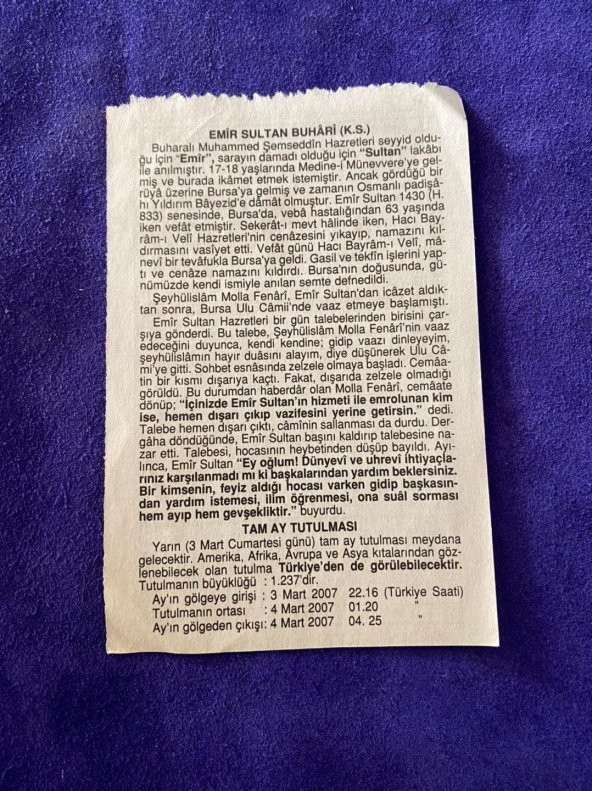 EMİR SULTAN BUHÂRÎ (K.S.)
Buharalı Muhammed Şemseddîn Hazretleri seyyid oldu-
ğu için "Emîr", sarayın damadı olduğu için "Sultan" lakâbı
ile anılmıştır. 17-18 yaşlarında Medine-i Münevvere'ye gel-
miş ve burada ikâmet etmek istemiştir. Ancak gördüğü bir
rüyâ üzerine Bursa'ya gelmiş ve zamanın Osmanlı padişâ-
hı Yıldırım Bâyezid'e dâmât olmuştur. Emîr Sultan 1430 (H.
833) senesinde, Bursa'da, vebâ hastalığından 63 yaşında
iken vefât etmiştir. Sekerât-ı mevt hâlinde iken, Hacı Bay-
râm-ı Velî Hazretleri'nin cenâzesini yıkayıp, namazını kıl-
dırmasını vasîyet etti. Vefât günü Hacı Bayrâm-ı Velî, mâ-
nevî bir tevâfukla Bursa'ya geldi. Gasil ve tekfîn işlerini yap-
tı ve cenâze namazını kıldırdı. Bursa'nın doğusunda, gü-
nümüzde kendi ismiyle anılan semte defnedildi.
Şeyhülislâm Molla Fenârî, Emîr Sultan'dan icâzet aldık-
tan sonra, Bursa Ulu Câmii'nde vaaz etmeye başlamıştı.
Emîr Sultan Hazretleri bir gün talebelerinden birisini çar-
şıya gönderdi. Bu talebe, Şeyhülislâm Molla Fenârî'nin vaaz
edeceğini duyunca, kendi kendine; gidip vaazı dinleyeyim,
şeyhülislâmın hayır duâsını alayım, diye düşünerek Ulu Câ-
mi'ye gitti. Sohbet esnâsında zelzele olmaya başladı. Cemâa-
tin bir kısmı dışarıya kaçtı. Fakat, dışarıda zelzele olmadığı
görüldü. Bu durumdan haberdâr olan Molla Fenârî, cemâate
dönüp; "İçinizde Emîr Sultan'ın hizmeti ile emrolunan kim
ise, hemen dışarı çıkıp vazifesini yerine getirsin." dedi.
Talebe hemen dışarı çıktı, câminin sallanması da durdu. Der-
gâha döndüğünde, Emîr Sultan başını kaldırıp talebesine na-
zar etti. Talebesi, hocasının heybetinden düşüp bayıldı. Ayı-
lınca, Emîr Sultan "Ey oğlum! Dünyevî ve uhrevî ihtiyaçla-
rınız karşılanmadı mı ki başkalarından yardım beklersiniz.
Bir kimsenin, feyiz aldığı hocası varken gidip başkasın-
dan yardım istemesi, ilim öğrenmesi, ona suâl sorması
hem ayıp hem gevşekliktir." buyurdu.
TAM AY TUTULMASI
Yarın (3 Mart Cumartesi günü) tam ay tutulması meydana
gelecektir. Amerika, Afrika, Avrupa ve Asya kıtalarından göz-
lenebilecek olan tutulma Türkiye'den de görülebilecektir.
Tutulmanın büyüklüğü : 1.237'dir.
Ay'ın gölgeye girişi : 3 Mart 2007 22.16 (Türkiye Saati)
Tutulmanın ortası : 4 Mart 2007 01.20 "
Ay'ın gölgeden çıkışı: 4 Mart 2007 04. 25 "